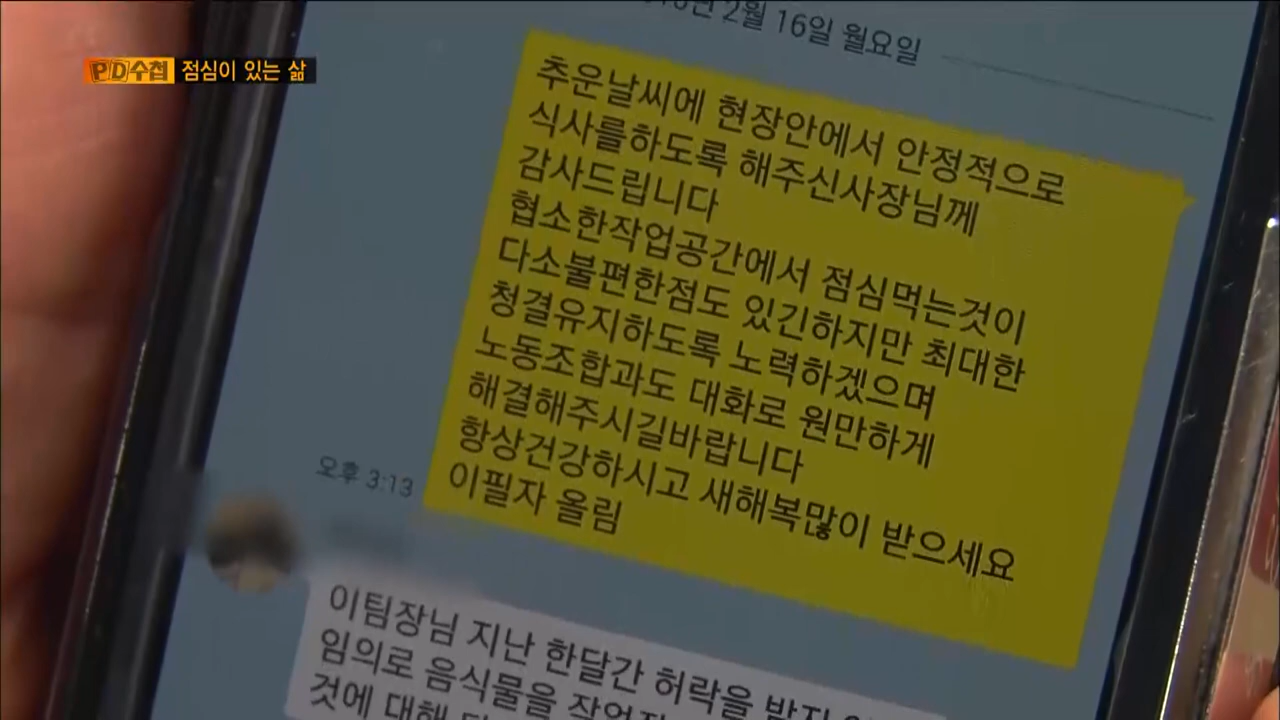 PD수첩 점심이 있는 삶
2월 16일 월요일
추운날씨에 현장안에서 안정적으로
식사를하도록 해주신사장님께
감사드립니다
협소한작업공간에서 점심먹는것이
다소불편한점도 있긴하지만 최대한
청결유지하도록 노력하겠으며
노동조합과도 대화로 원만하게
해결해주시길바랍니다
항상건강하시고 새해복많이 받으세요
이필자 올림
오후 3:13
이팀장님 지난 한달간 허락을 받지
임의로 음식물을
것에 대해